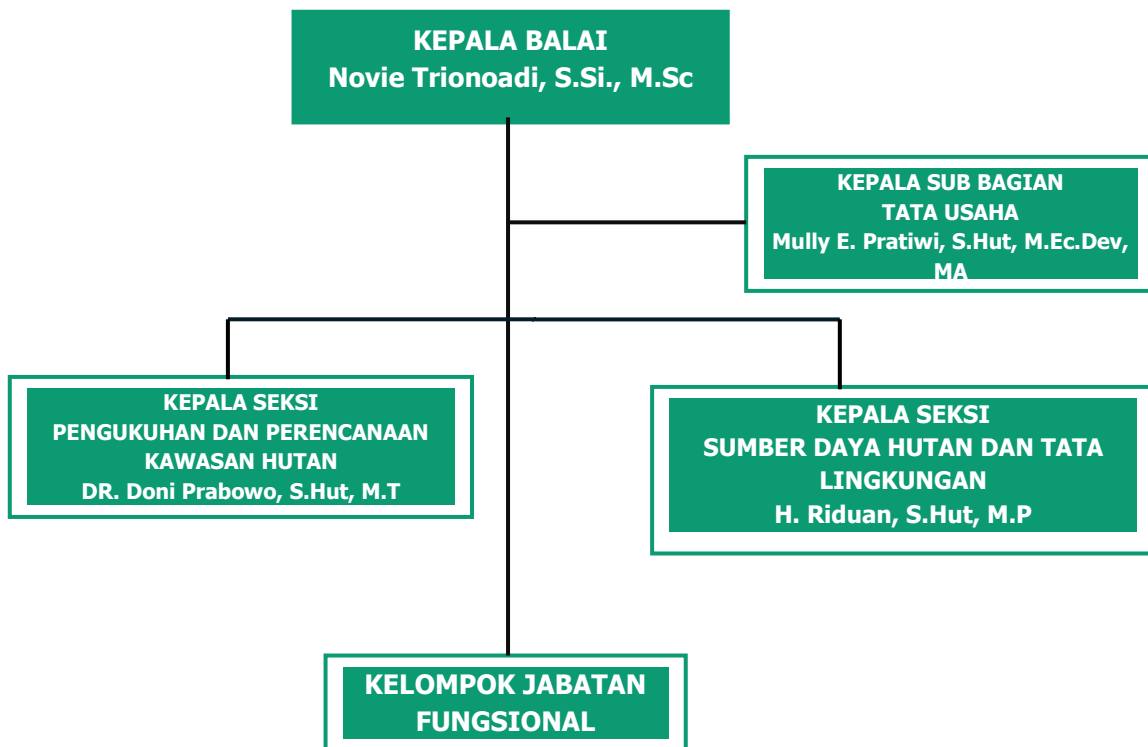 KEPALA BALAI
Novie Trionoadi, S.Si., M.Sc
KEPALA SUB BAGIAN
TATA USAHA
Mully E. Pratiwi, S.Hut, M.Ec.Dev,
MA
KEPALA SEKSI
PENGUKUHAN DAN PERENCANAAN
KAWASAN HUTAN
DR. Doni Prabowo, S.Hut, M.T
KEPALA SEKSI
SUMBER DAYA HUTAN DAN TATA
LINGKUNGAN
H. Riduan, S.Hut, M.P
KELOMPOK JABATAN
FUNGSIONAL